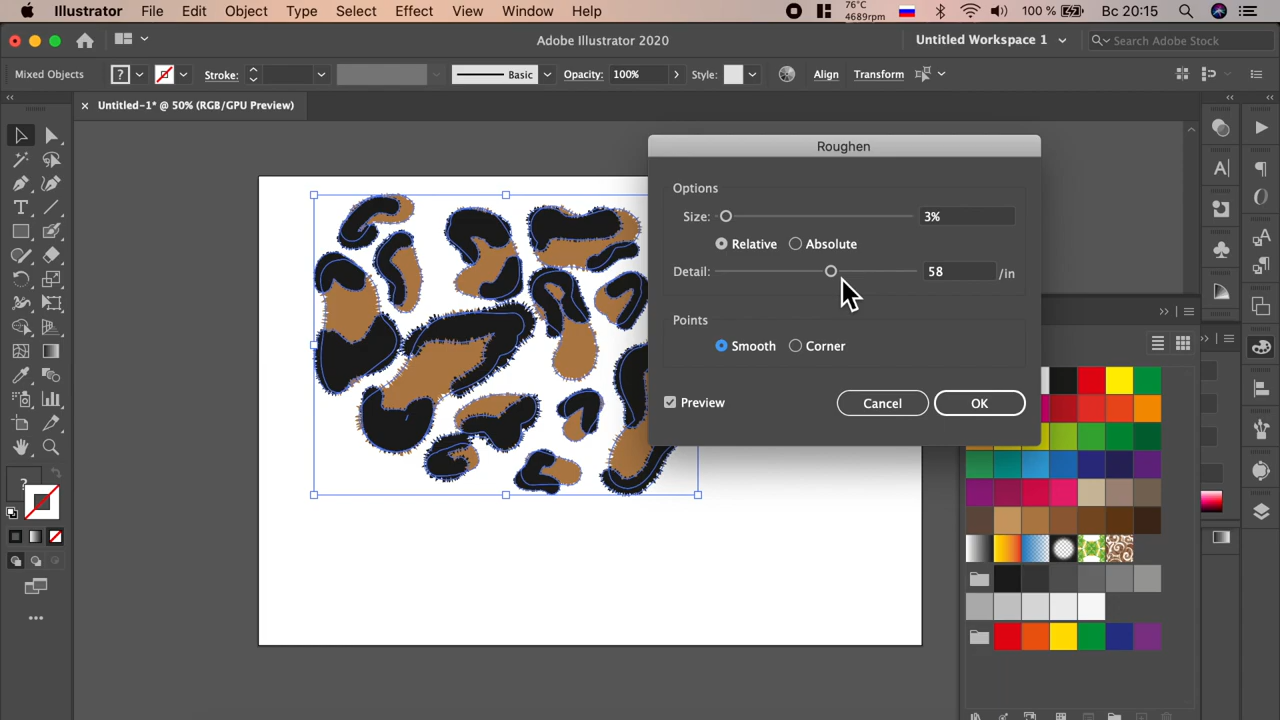 Illustrator File Edit Object Type Select Effect View Window Help 76°C 4689rpm 100 % Вс 20:15
Adobe Illustrator 2020 Untitled Workspace 1 Search Adobe Stock
Mixed Objects ? Stroke: Basic Opacity: 100% Style: Align Transform
Untitled-1* @ 50% (RGB/GPU Preview)
Roughen
Options
Size: 3%
Relative Absolute
Detail: 58 /in
Points
Smooth Corner
Preview Cancel OK
?